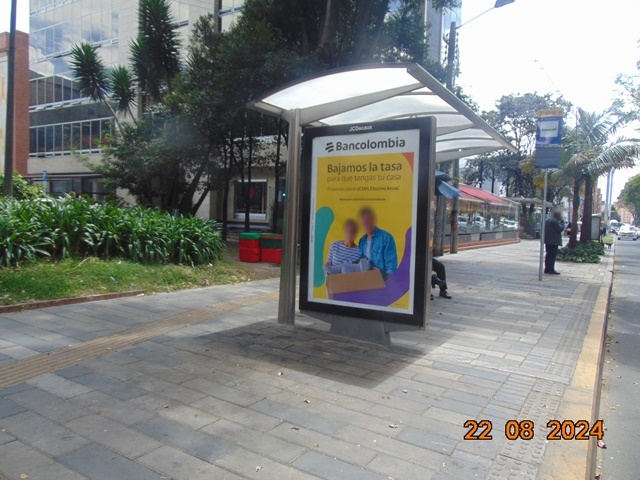 JCDecaux
Bancolombia
Bajamos la tasa
para que tengas tu casa
22 08 2024